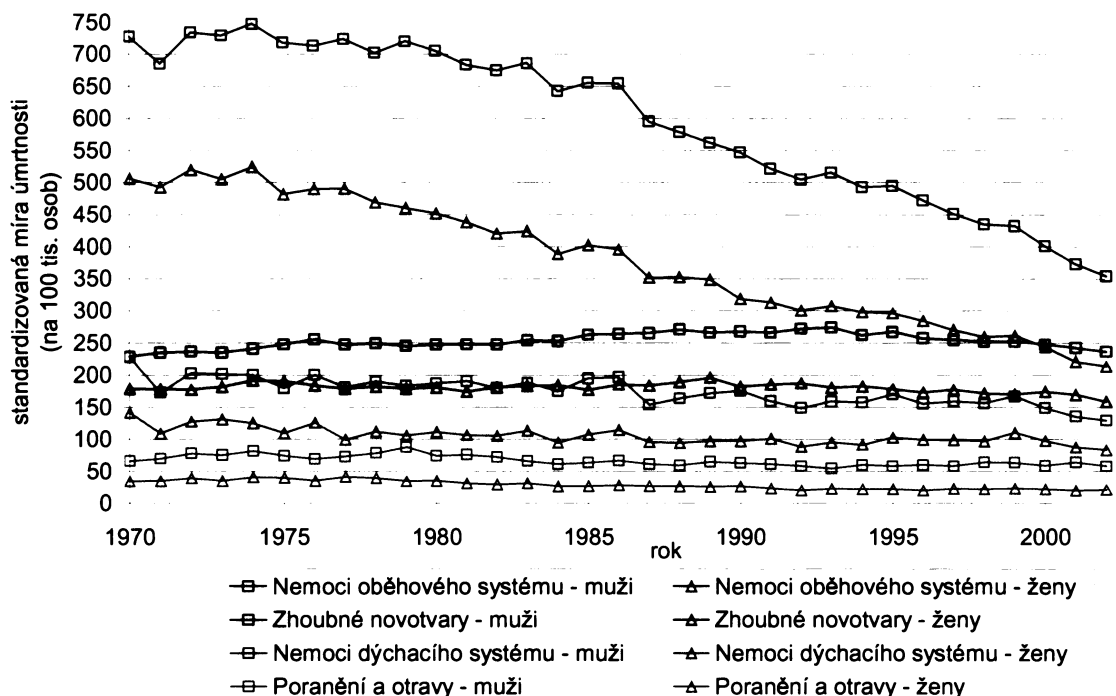 standardizovaná míra úmrtnosti
(na 100 tis. osob)
750
700
650
600
550
500
450
400
350
300
250
200
150
100
50
0
1970 1975 1980 1985 1990 1995 2000
rok
Nemoci oběhového systému - muži Nemoci oběhového systému - ženy
Zhoubné novotvary - muži Zhoubné novotvary - ženy
Nemoci dýchacího systému - muži Nemoci dýchacího systému - ženy
Poranění a otravy - muži Poranění a otravy - ženy